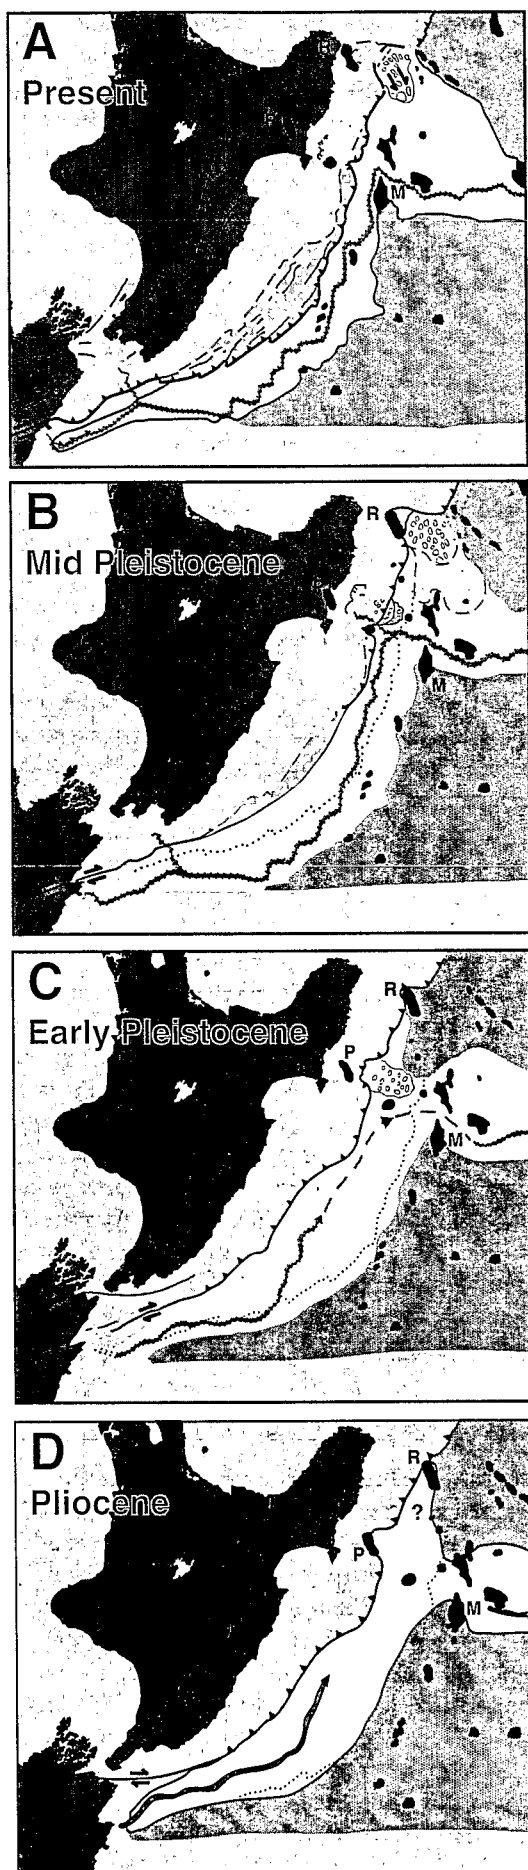 A
Present
R
?
M
B
Mid Pleistocene
R
M
C
Early Pleistocene
R
P
M
D
Pliocene
R
?
P
M